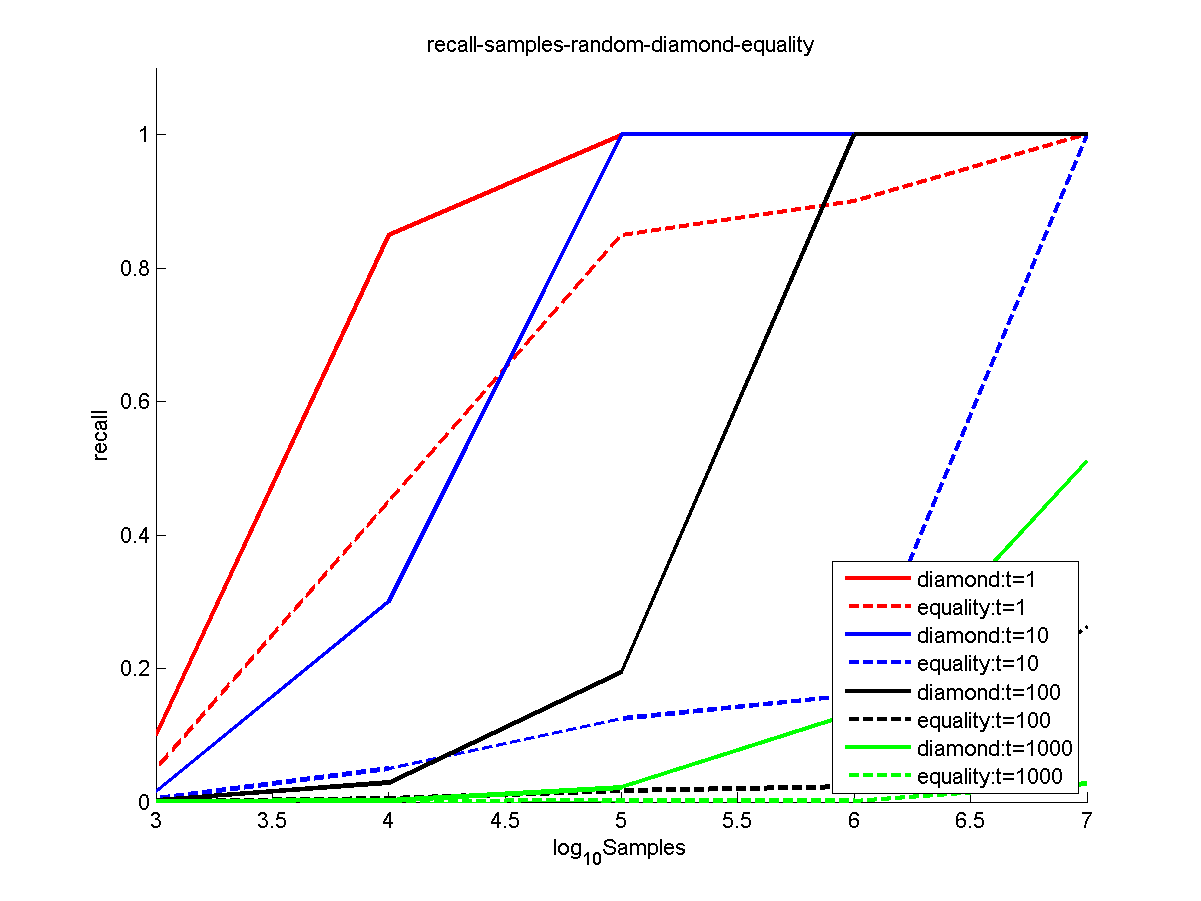 recall-samples-random-diamond-equality
1
0.8
0.6
0.4
0.2
0
recall
3 3.5 4 4.5 5 5.5 6 6.5 7
log10Samples
diamond:t=1
equality:t=1
diamond:t=10
equality:t=10
diamond:t=100
equality:t=100
diamond:t=1000
equality:t=1000